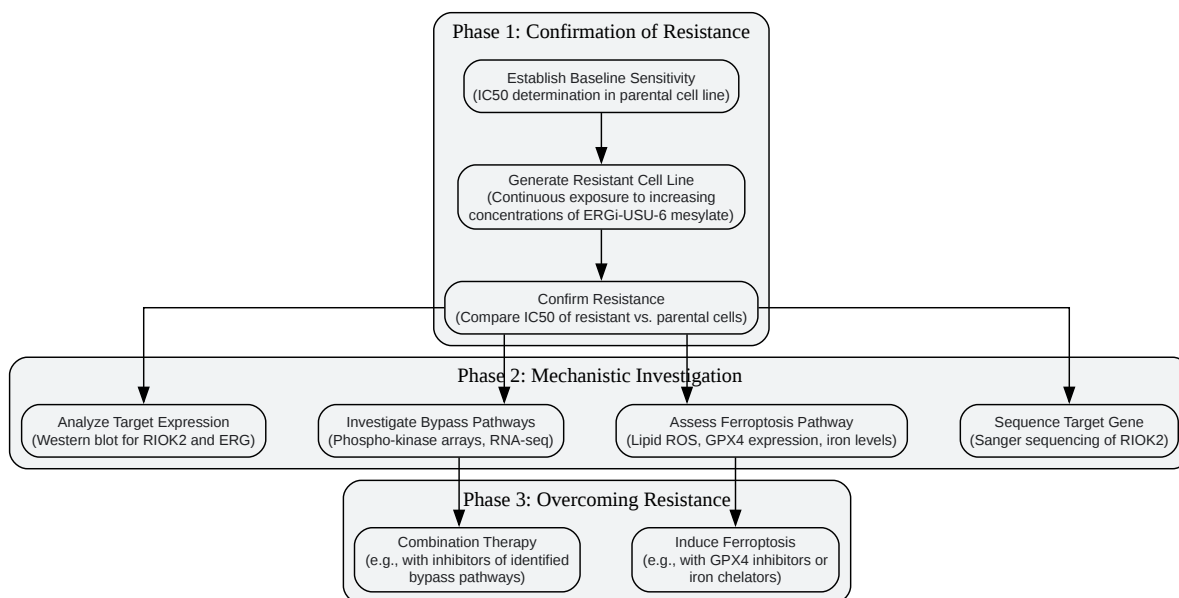 Phase 1: Confirmation of Resistance
Establish Baseline Sensitivity
(IC50 determination in parental cell line)
Generate Resistant Cell Line
(Continuous exposure to increasing
concentrations of ERGi-USU-6 mesylate)
Confirm Resistance
(Compare IC50 of resistant vs. parental cells)
Phase 2: Mechanistic Investigation
Analyze Target Expression
(Western blot for RIOK2 and ERG)
Investigate Bypass Pathways
(Phospho-kinase arrays, RNA-seq)
Assess Ferroptosis Pathway
(Lipid ROS, GPX4 expression, iron levels)
Sequence Target Gene
(Sanger sequencing of RIOK2)
Phase 3: Overcoming Resistance
Combination Therapy
(e.g., with inhibitors of identified
bypass pathways)
Induce Ferroptosis
(e.g., with GPX4 inhibitors or
iron chelators)